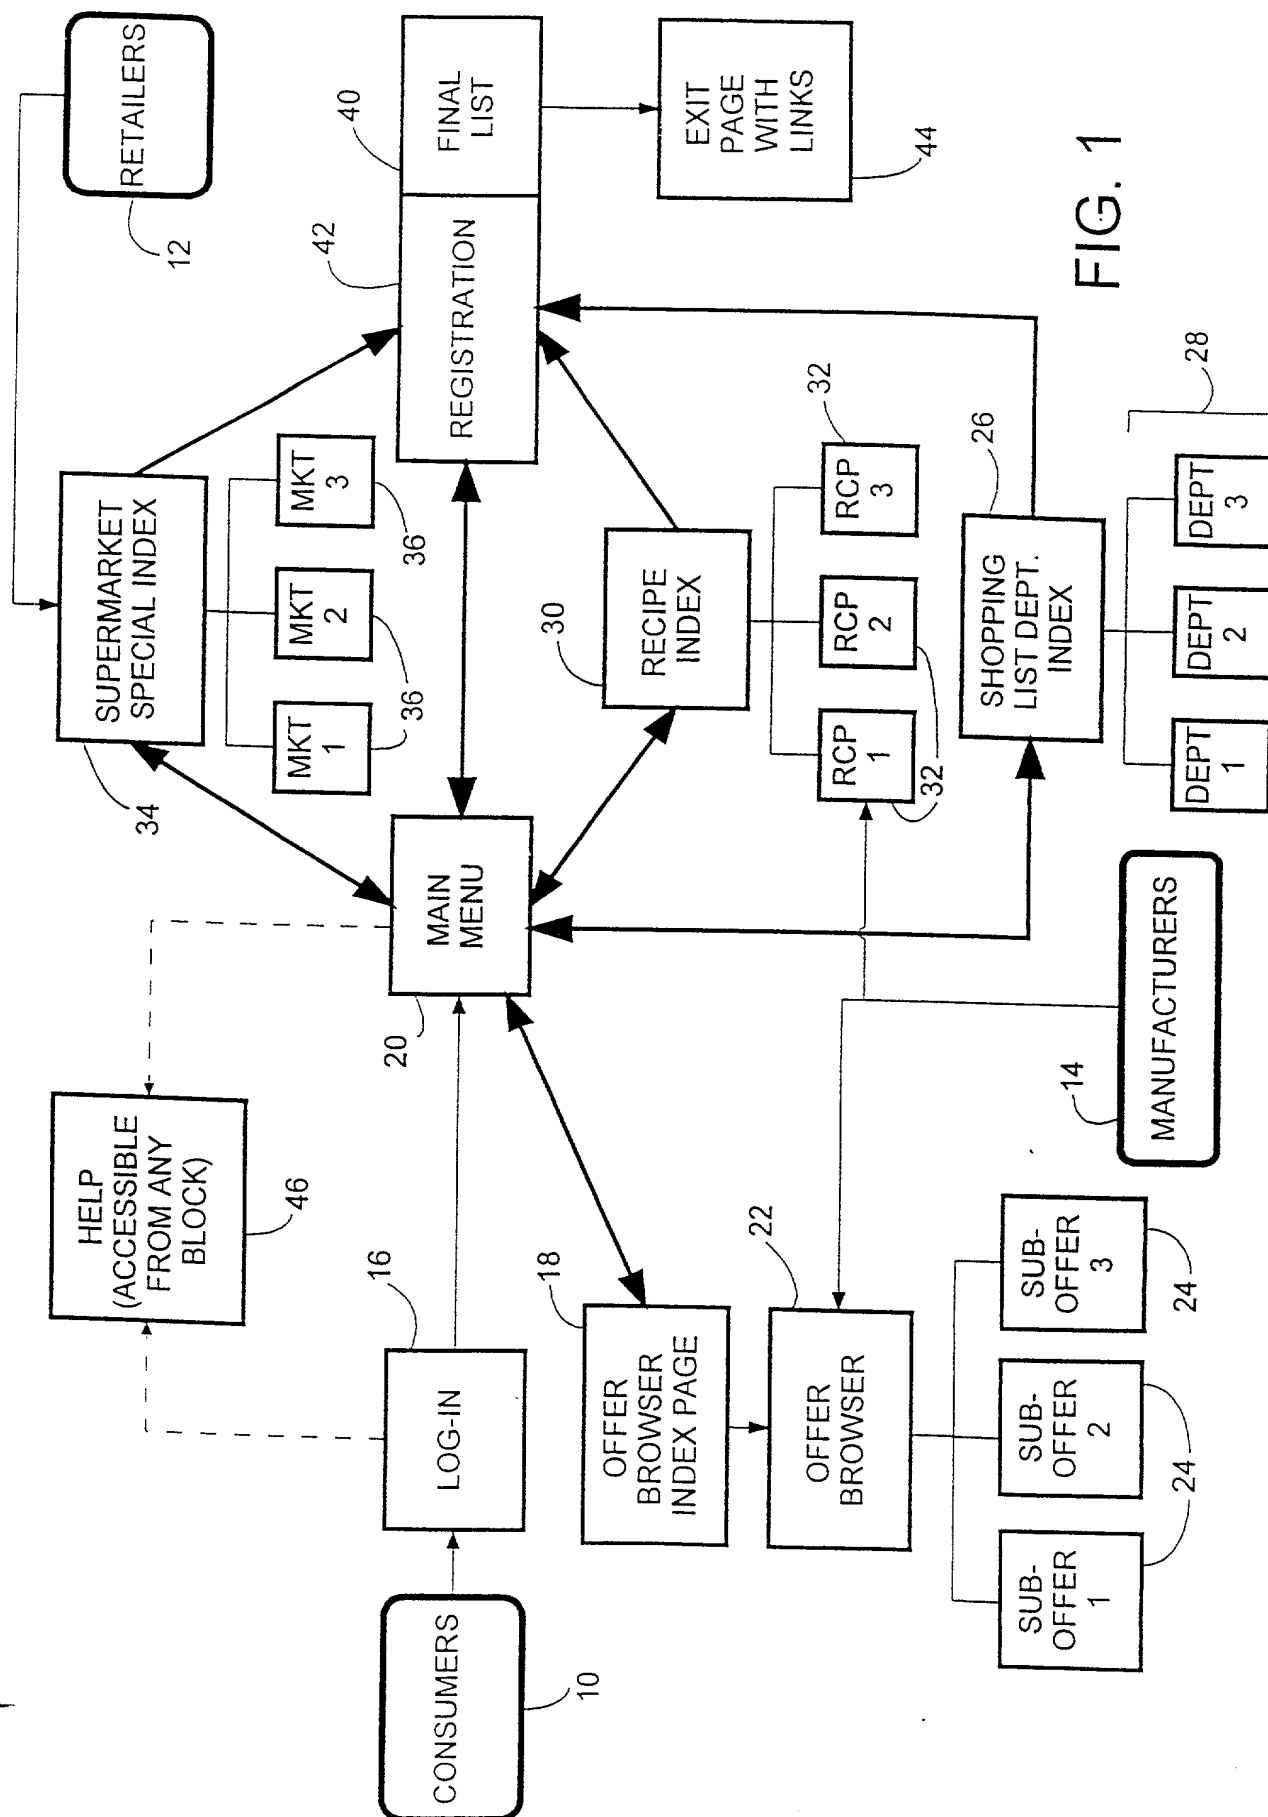 RETAILERS
12
HELP
(ACCESSIBLE
FROM ANY
BLOCK)
46
SUPERMARKET
SPECIAL INDEX
34
MKT
1
MKT
2
MKT
3
36
36
CONSUMERS
10
LOG-IN
16
MAIN
MENU
20
REGISTRATION
42
FINAL
LIST
40
EXIT
PAGE
WITH
LINKS
44
OFFER
BROWSER
INDEX PAGE
18
OFFER
BROWSER
22
SUB-
OFFER
1
SUB-
OFFER
2
SUB-
OFFER
3
24
24
RECIPE
INDEX
30
RCP
1
RCP
2
RCP
3
32
32
MANUFACTURERS
14
SHOPPING
LIST DEPT.
INDEX
26
DEPT
1
DEPT
2
DEPT
3
28
FIG. 1